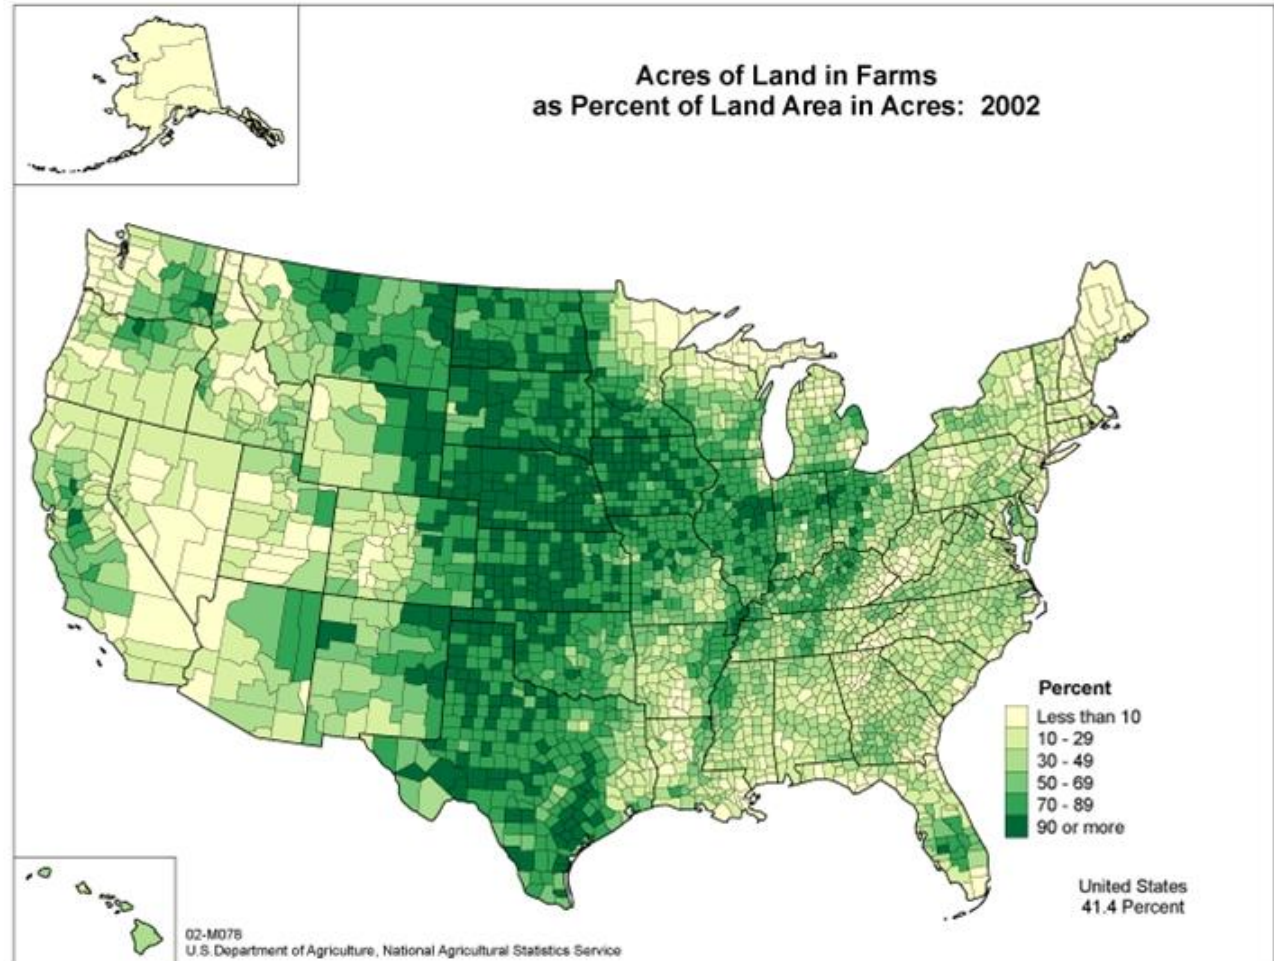 Acres of Land in Farms
as Percent of Land Area in Acres: 2002
Percent
Less than 10
10 - 29
30 - 49
50 - 69
70 - 89
90 or more
United States
41.4 Percent
02-M078
U.S.Department of Agriculture, National Agricultural Statistics Service